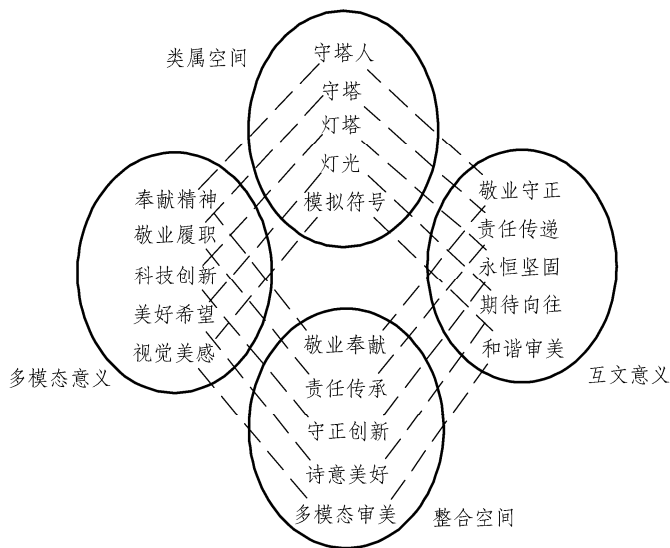 类属空间
守塔人
守塔
灯塔
灯光
模拟符号
奉献精神
敬业履职
科技创新
美好希望
视觉美感
多模态意义
敬业守正
责任传递
永恒坚固
期待向往
和谐审美
互文意义
敬业奉献
责任传承
守正创新
诗意美好
多模态审美
整合空间